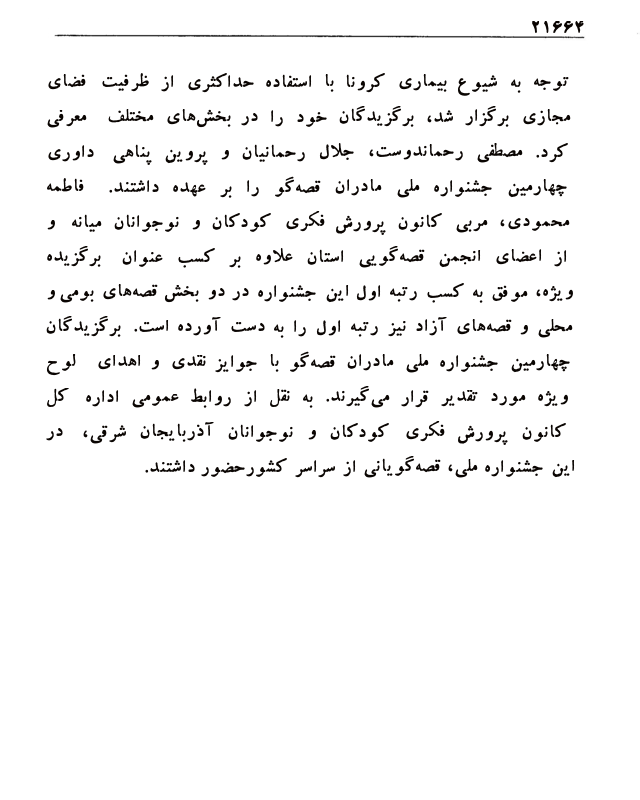 ۲۱۶۶۴
توجه به شیوع بیماری کرونا با استفاده حداکثری از ظرفیت فضای
مجازی برگزار شد، برگزیدگان خود را در بخش‌های مختلف معرفی
کرد. مصطفی رحماندوست، جلال رحمانیان و پروین پناهی داوری
چهارمین جشنواره ملی مادران قصه‌گو را بر عهده داشتند. فاطمه
محمودی، مربی کانون پرورش فکری کودکان و نوجوانان میانه و
از اعضای انجمن قصه‌گویی استان علاوه بر کسب عنوان برگزیده
ویژه، موفق به کسب رتبه اول این جشنواره در دو بخش قصه‌های بومی و
محلی و قصه‌های آزاد نیز رتبه اول را به دست آورده است. برگزیدگان
چهارمین جشنواره ملی مادران قصه‌گو با جوایز نقدی و اهدای لوح
ویژه مورد تقدیر قرار می‌گیرند. به نقل از روابط عمومی اداره کل
کانون پرورش فکری کودکان و نوجوانان آذربایجان شرقی، در
این جشنواره ملی، قصه‌گویانی از سراسر کشورحضور داشتند.